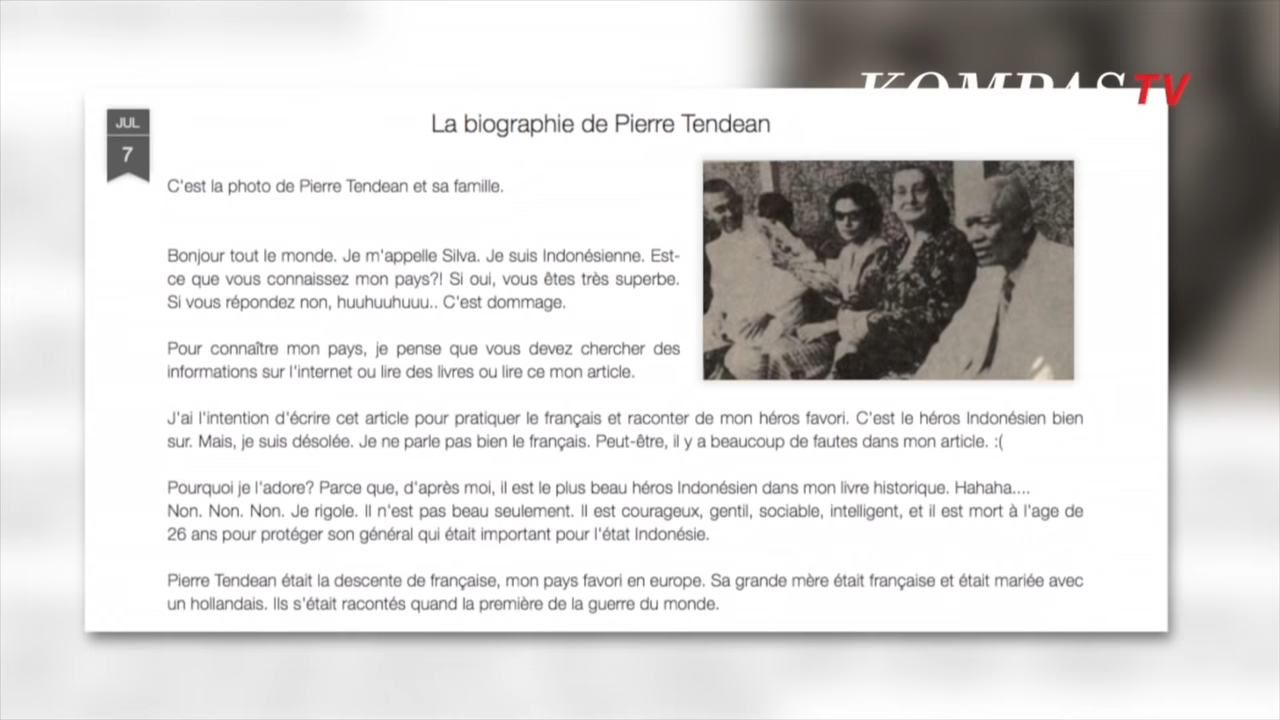 KOMPASTV
JUL
7
La biographie de Pierre Tendean
C'est la photo de Pierre Tendean et sa famille.
Bonjour tout le monde. Je m'appelle Silva. Je suis Indonésienne. Est-
ce que vous connaissez mon pays?! Si oui, vous êtes très superbe.
Si vous répondez non, huuhuuhuuu.. C'est dommage.
Pour connaître mon pays, je pense que vous devez chercher des
informations sur l'internet ou lire des livres ou lire ce mon article.
J'ai l'intention d'écrire cet article pour pratiquer le français et raconter de mon héros favori. C'est le héros Indonésien bien
sur. Mais, je suis désolée. Je ne parle pas bien le français. Peut-être, il y a beaucoup de fautes dans mon article. :(
Pourquoi je l'adore? Parce que, d'après moi, il est le plus beau héros Indonésien dans mon livre historique. Hahaha....
Non. Non. Non. Je rigole. Il n'est pas beau seulement. Il est courageux, gentil, sociable, intelligent, et il est mort à l'age de
26 ans pour protéger son général qui était important pour l'état Indonésie.
Pierre Tendean était la descente de française, mon pays favori en europe. Sa grande mère était française et était mariée avec
un hollandais. Ils s'était racontés quand la première de la guerre du monde.